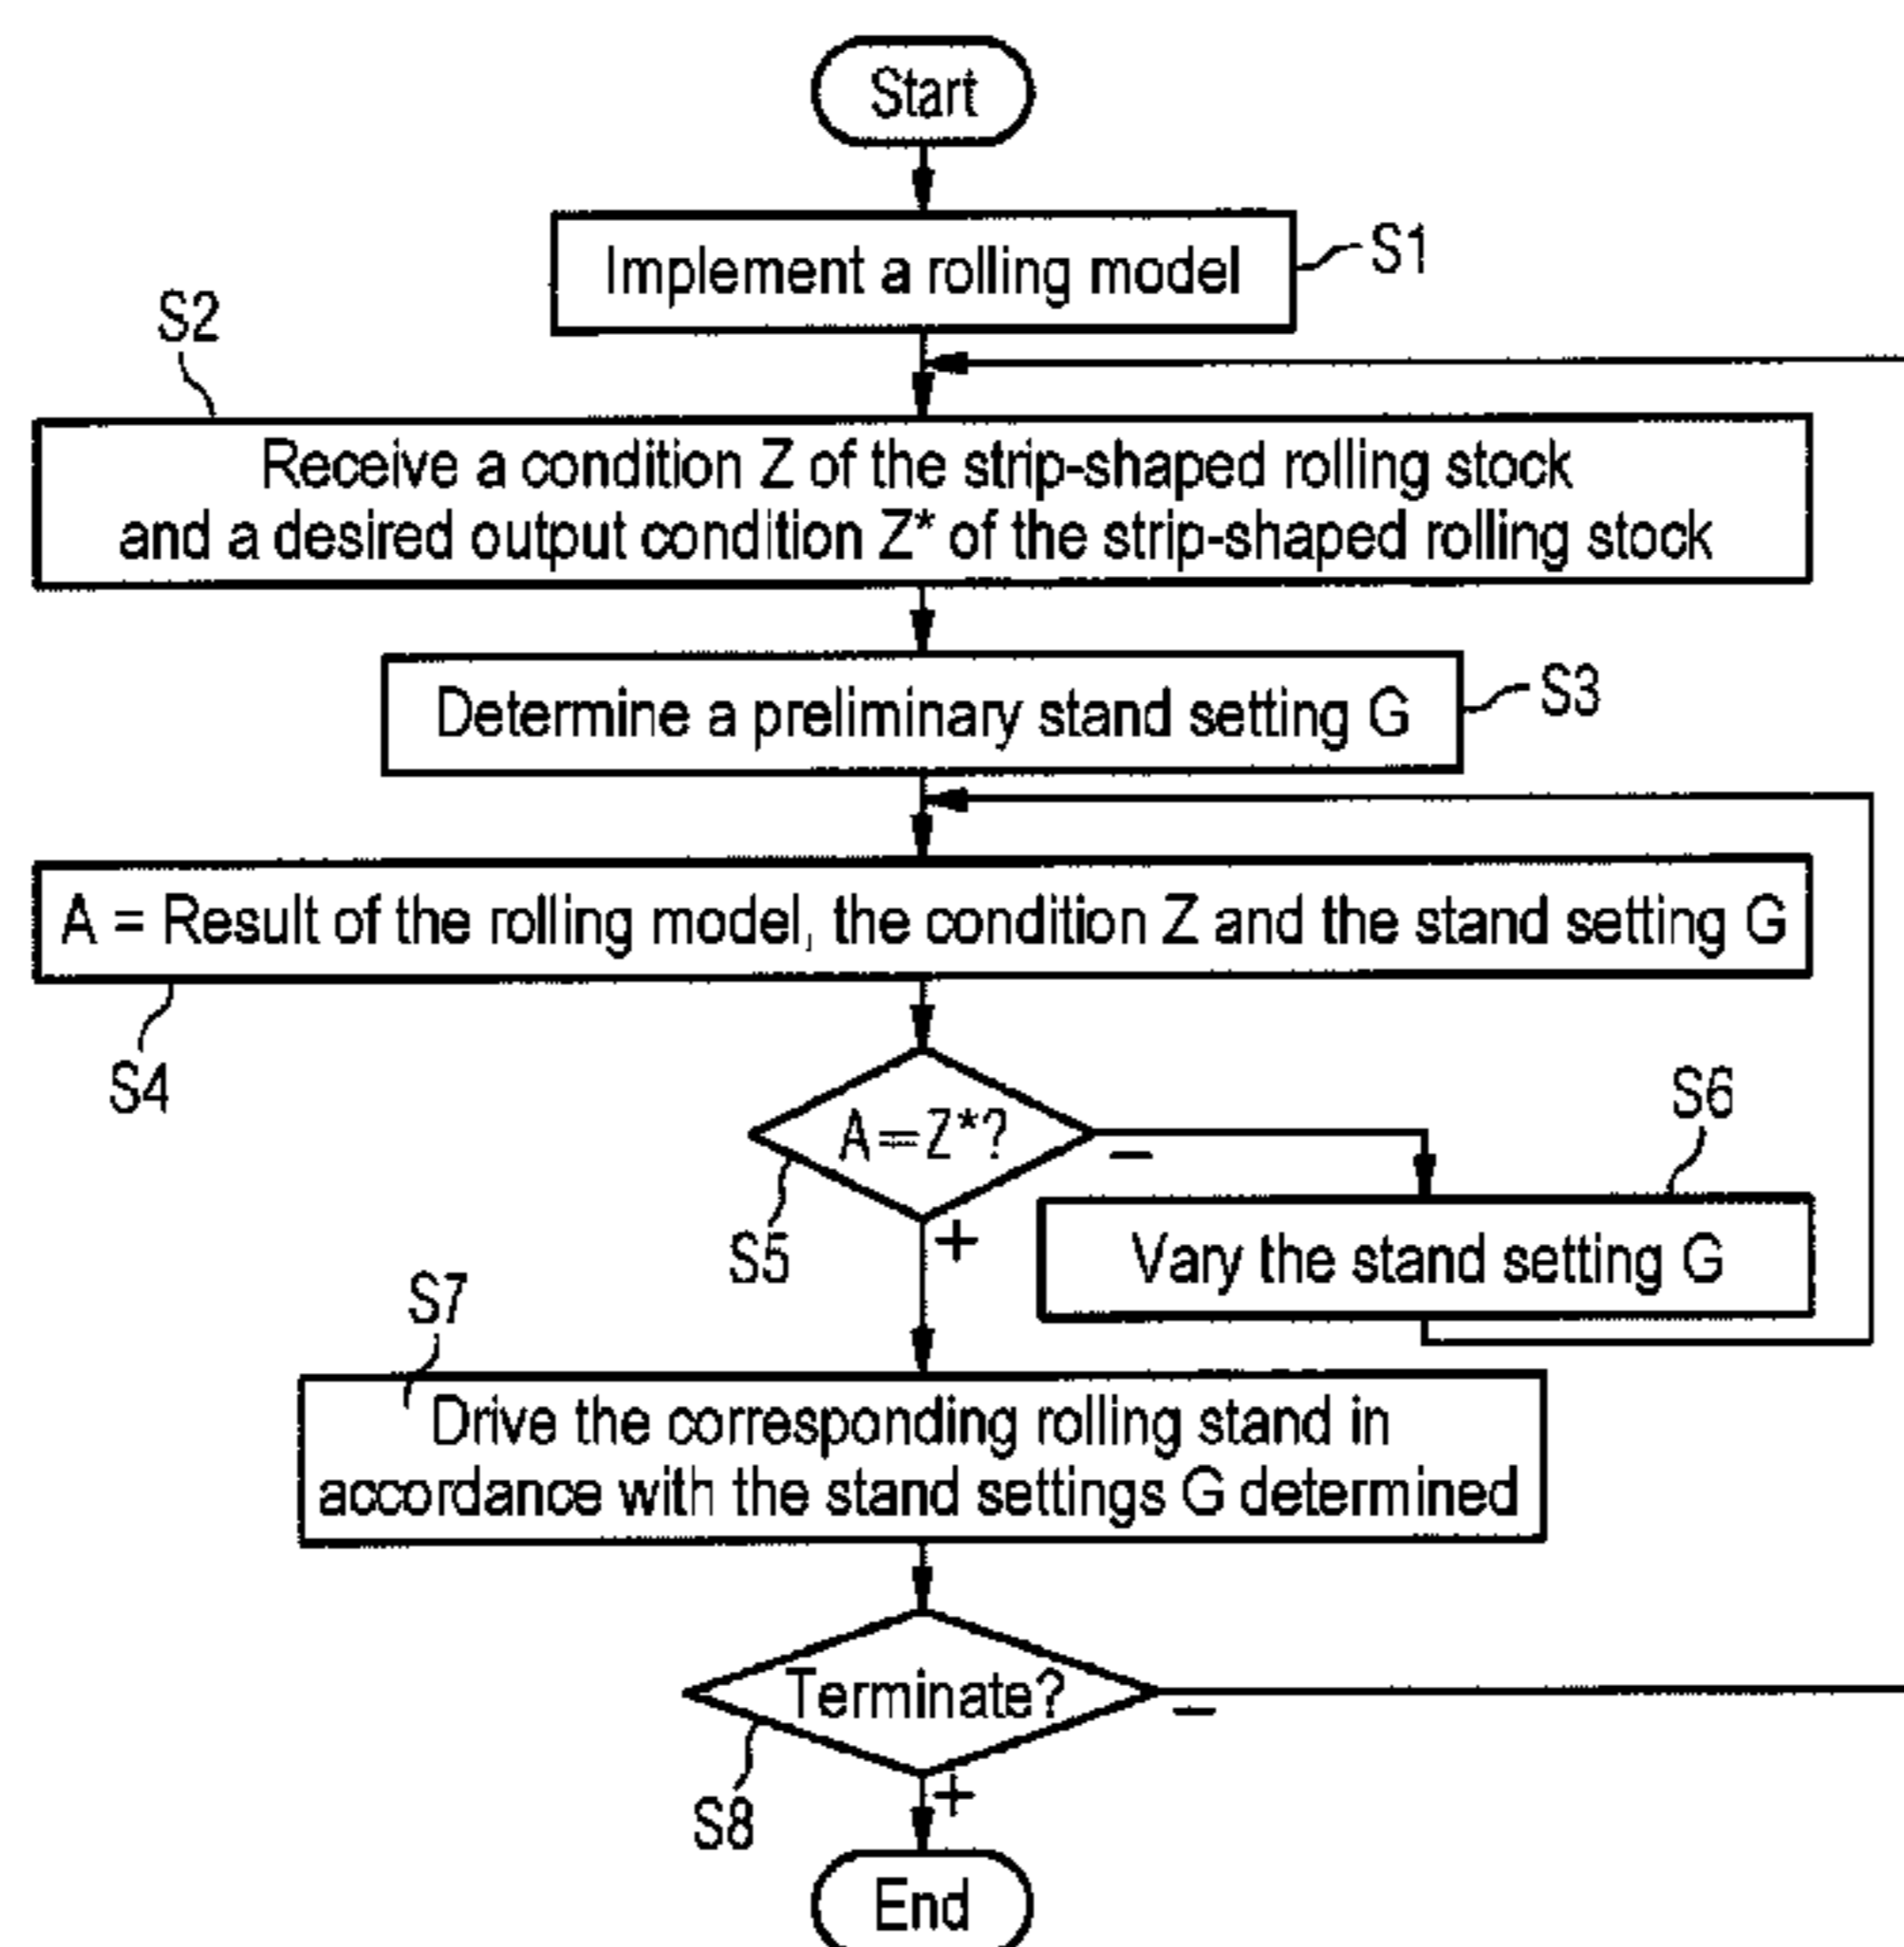 Start
Implement a rolling model
S1
S2
Receive a condition Z of the strip-shaped rolling stock
and a desired output condition Z* of the strip-shaped rolling stock
Determine a preliminary stand setting G
S3
A = Result of the rolling model, the condition Z and the stand setting G
S4
A=Z*?
–
S6
S5
+
Vary the stand setting G
S7
Drive the corresponding rolling stand in
accordance with the stand settings G determined
Terminate?
–
S8
+
End